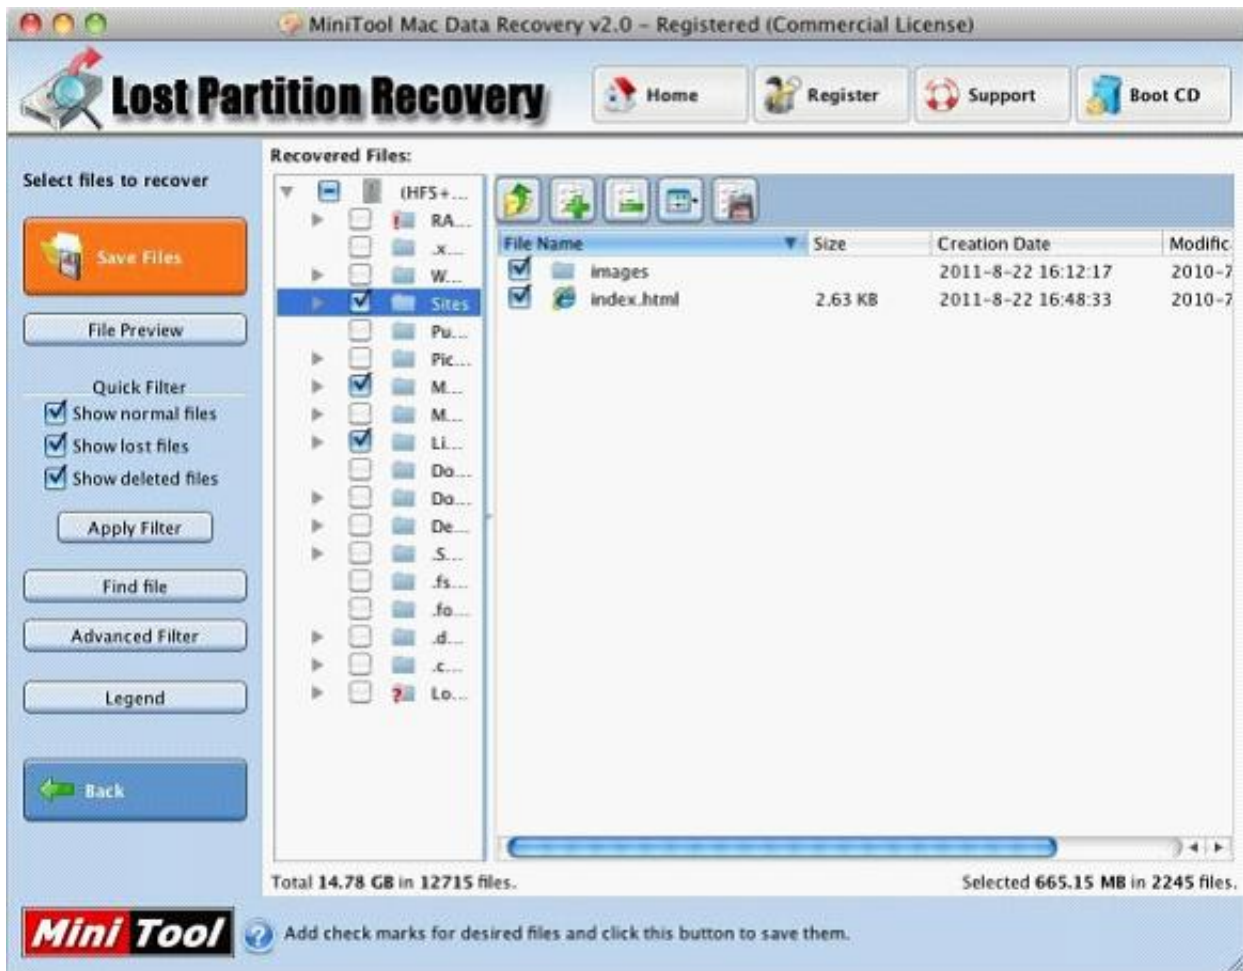 MiniTool Mac Data Recovery v2.0 – Registered (Commercial License)
Lost Partition Recovery
Home
Register
Support
Boot CD
Select files to recover
Save Files
File Preview
Quick Filter
Show normal files
Show lost files
Show deleted files
Apply Filter
Find file
Advanced Filter
Legend
Back
Recovered Files:
(HFS+...
RA...
.x...
W...
Sites
Pu...
Pic...
M...
M...
Li...
Do...
Do...
De...
.S...
.fs...
.fo...
.d...
.c...
Lo...
File Name Size Creation Date Modific
images 2011-8-22 16:12:17 2010-7
index.html 2.63 KB 2011-8-22 16:48:33 2010-7
Total 14.78 GB in 12715 files.
Selected 665.15 MB in 2245 files.
Mini Tool
Add check marks for desired files and click this button to save them.